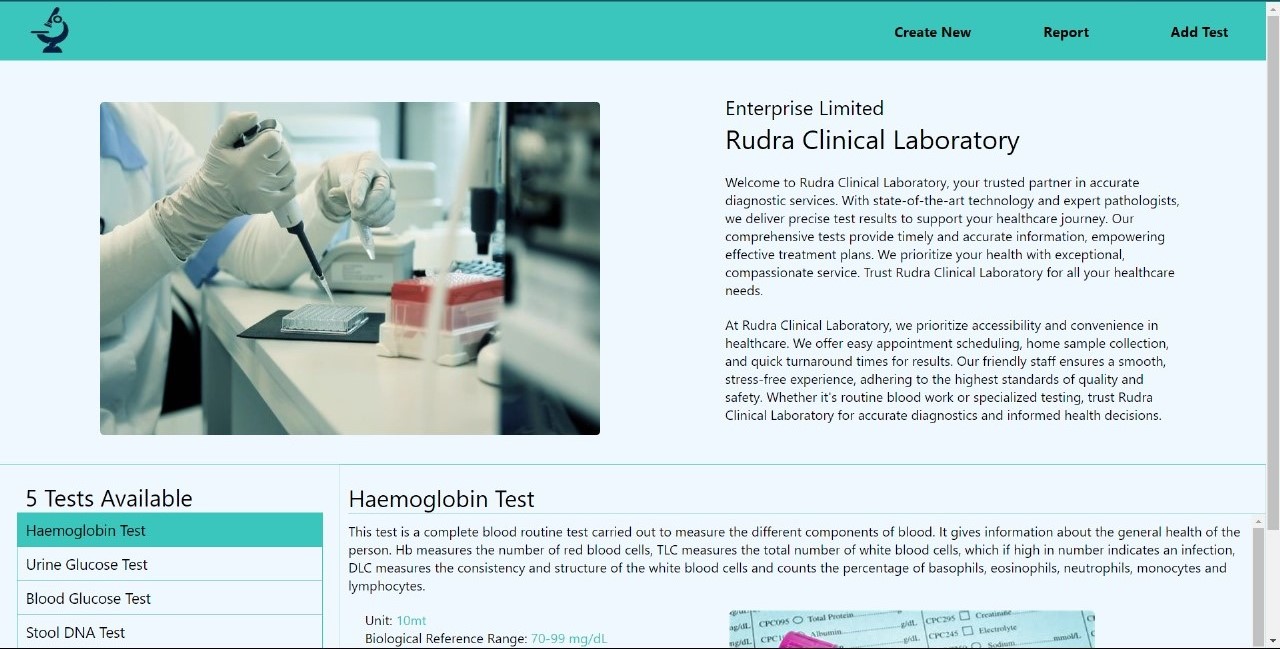 Create New
Report
Add Test
Enterprise Limited
Rudra Clinical Laboratory
Welcome to Rudra Clinical Laboratory, your trusted partner in accurate
diagnostic services. With state-of-the-art technology and expert pathologists,
we deliver precise test results to support your healthcare journey. Our
comprehensive tests provide timely and accurate information, empowering
effective treatment plans. We prioritize your health with exceptional,
compassionate service. Trust Rudra Clinical Laboratory for all your healthcare
needs.
At Rudra Clinical Laboratory, we prioritize accessibility and convenience in
healthcare. We offer easy appointment scheduling, home sample collection,
and quick turnaround times for results. Our friendly staff ensures a smooth,
stress-free experience, adhering to the highest standards of quality and
safety. Whether it's routine blood work or specialized testing, trust Rudra
Clinical Laboratory for accurate diagnostics and informed health decisions.
5 Tests Available
Haemoglobin Test
Urine Glucose Test
Blood Glucose Test
Stool DNA Test
Haemoglobin Test
This test is a complete blood routine test carried out to measure the different components of blood. It gives information about the general health of the
person. Hb measures the number of red blood cells, TLC measures the total number of white blood cells, which if high in number indicates an infection,
DLC measures the consistency and structure of the white blood cells and counts the percentage of basophils, eosinophils, neutrophils, monocytes and
lymphocytes.
Unit: 10mt
Biological Reference Range: 70-99 mg/dL
CPC095 Total Protein
g/dL CPC295 Creatinine
mg/dL
Albumin
g/dL CPC245 Electrolyte
mmol/L
Sodium